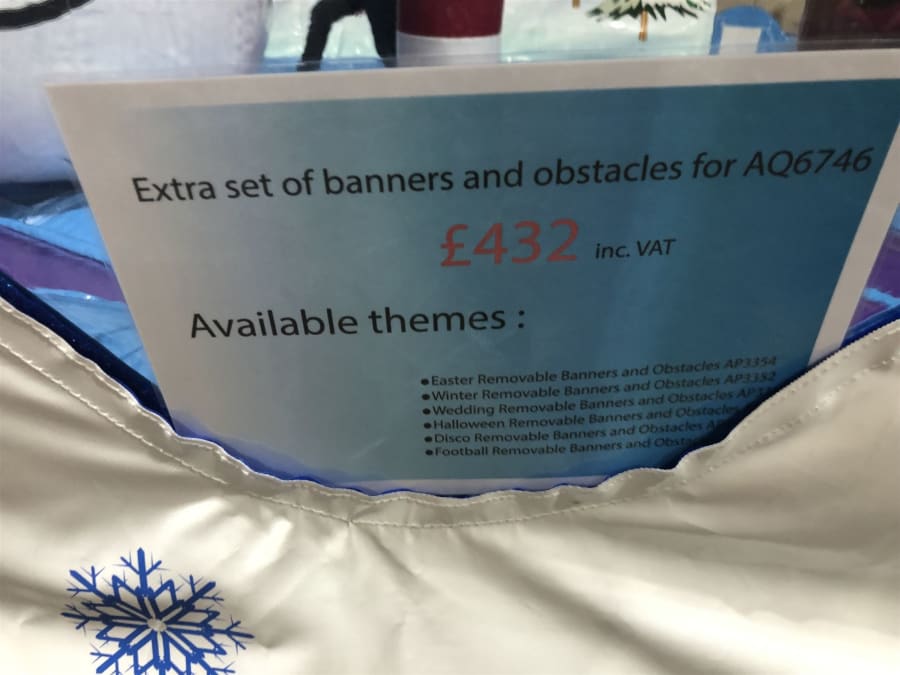 Extra set of banners and obstacles for AQ6746
£432 inc. VAT
Available themes :
●Easter Removable Banners and Obstacles AP3354
●Winter Removable Banners and Obstacles AP3352
●Wedding Removable Banners and Obstacles
●Halloween Removable Banners and Obstacles
●Disco Removable Banners and Obstacles
●Football Removable Banners and